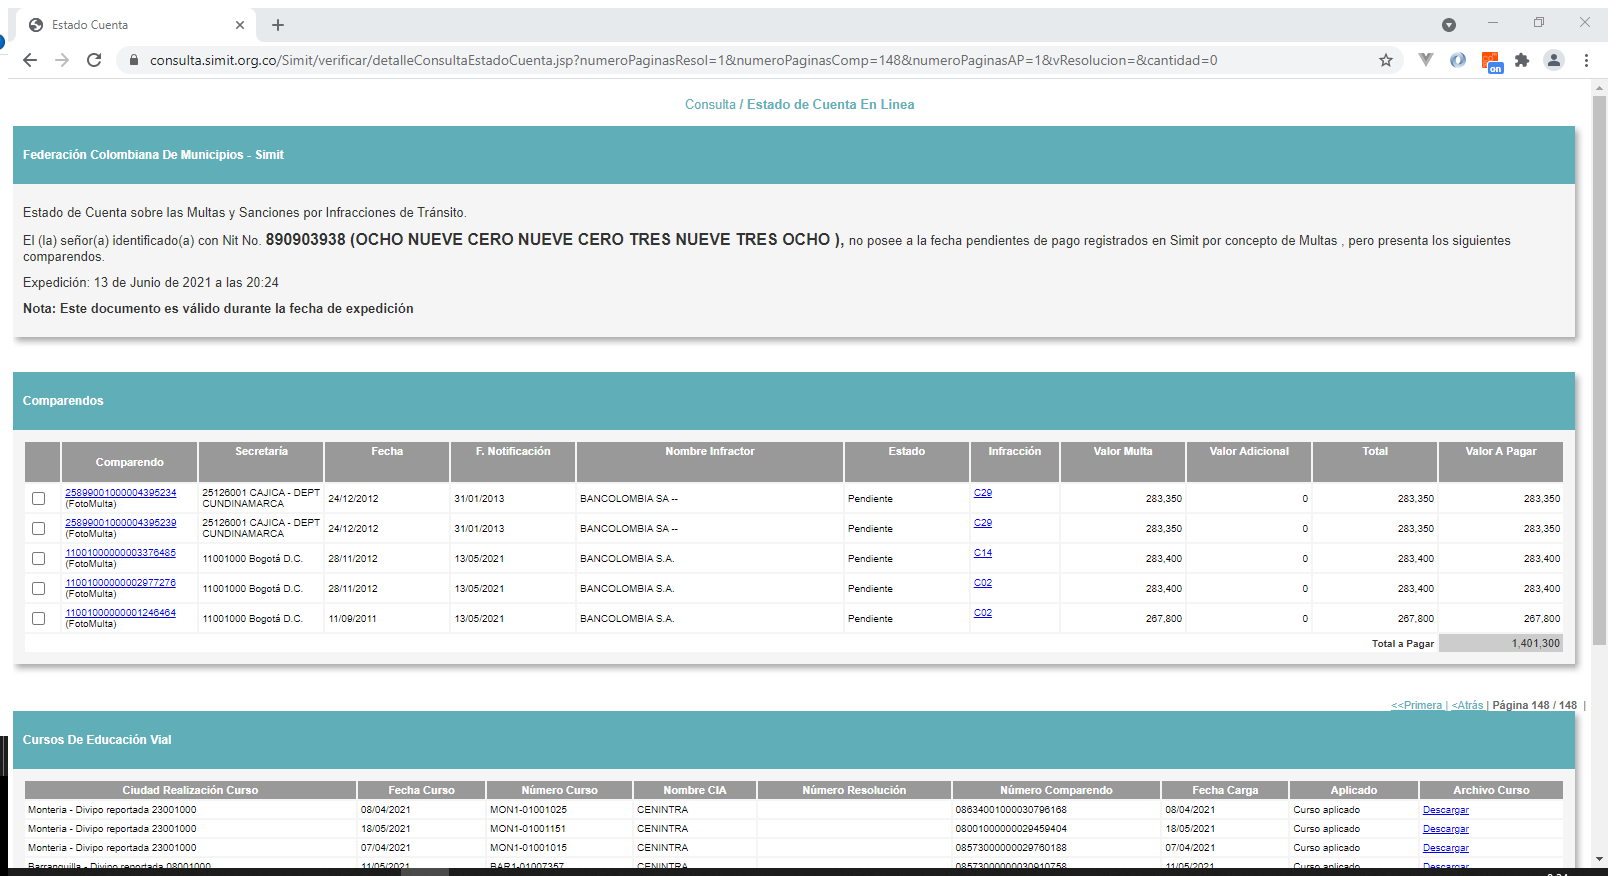 Estado Cuenta
consulta.simit.org.co/Simit/verificar/detalleConsultaEstadoCuenta.jsp?numeroPaginasResol=1&numeroPaginasComp=148&numeroPaginasAP=1&vResolucion=&cantidad=0
on
Consulta / Estado de Cuenta En Linea
Federación Colombiana De Municipios - Simit
Estado de Cuenta sobre las Multas y Sanciones por Infracciones de Tránsito.
El (la) señor(a) identificado(a) con Nit No. 890903938 (OCHO NUEVE CERO NUEVE CERO TRES NUEVE TRES OCHO ), no posee a la fecha pendientes de pago registrados en Simit por concepto de Multas , pero presenta los siguientes
comparendos.
Expedición: 13 de Junio de 2021 a las 20:24
Nota: Este documento es válido durante la fecha de expedición
Comparendos
Comparendo Secretaría Fecha F. Notificación Nombre Infractor Estado Infracción Valor Multa Valor Adicional Total Valor A Pagar
25899001000004395234 (FotoMulta) 25126001 CAJICA - DEPT CUNDINAMARCA 24/12/2012 31/01/2013 BANCOLOMBIA SA -- Pendiente C29 283,350 0 283,350 283,350
25899001000004395239 (FotoMulta) 25126001 CAJICA - DEPT CUNDINAMARCA 24/12/2012 31/01/2013 BANCOLOMBIA SA -- Pendiente C29 283,350 0 283,350 283,350
11001000000003376485 (FotoMulta) 11001000 Bogotá D.C. 28/11/2012 13/05/2021 BANCOLOMBIA S.A. Pendiente C14 283,400 0 283,400 283,400
11001000000002977276 (FotoMulta) 11001000 Bogotá D.C. 28/11/2012 13/05/2021 BANCOLOMBIA S.A. Pendiente C02 283,400 0 283,400 283,400
11001000000001246464 (FotoMulta) 11001000 Bogotá D.C. 11/09/2011 13/05/2021 BANCOLOMBIA S.A. Pendiente C02 267,800 0 267,800 267,800
Total a Pagar 1,401,300
<<Primera | <Atrás | Página 148 / 148 |
Cursos De Educación Vial
Ciudad Realización Curso Fecha Curso Número Curso Nombre CIA Número Resolución Número Comparendo Fecha Carga Aplicado Archivo Curso
Monteria - Divipo reportada 23001000 08/04/2021 MON1-01001025 CENINTRA 08634001000030796168 08/04/2021 Curso aplicado Descargar
Monteria - Divipo reportada 23001000 18/05/2021 MON1-01001151 CENINTRA 08001000000029459404 18/05/2021 Curso aplicado Descargar
Monteria - Divipo reportada 23001000 07/04/2021 MON1-01001015 CENINTRA 08573000000029760188 07/04/2021 Curso aplicado Descargar
Barranquilla - Divipo reportada 08001000 11/05/2021 BAR1-01007357 CENINTRA 08573000000030910758 11/05/2021 Curso aplicado Descargar